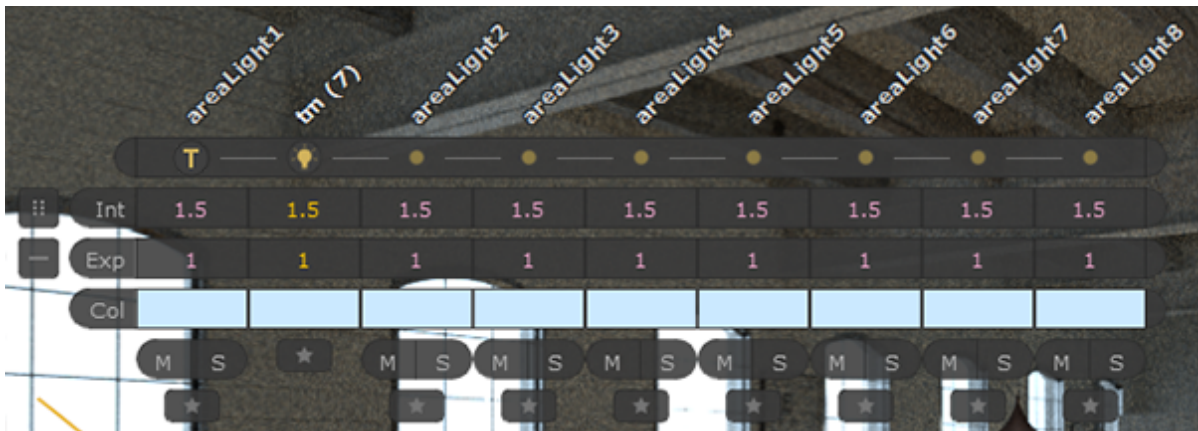 areaLight1 tm (7) areaLight2 areaLight3 areaLight4 areaLight5 areaLight6 areaLight7 areaLight8
T
Int 1.5 1.5 1.5 1.5 1.5 1.5 1.5 1.5 1.5
Exp 1 1 1 1 1 1 1 1 1
Col
M S M S M S M S M S M S M S M S